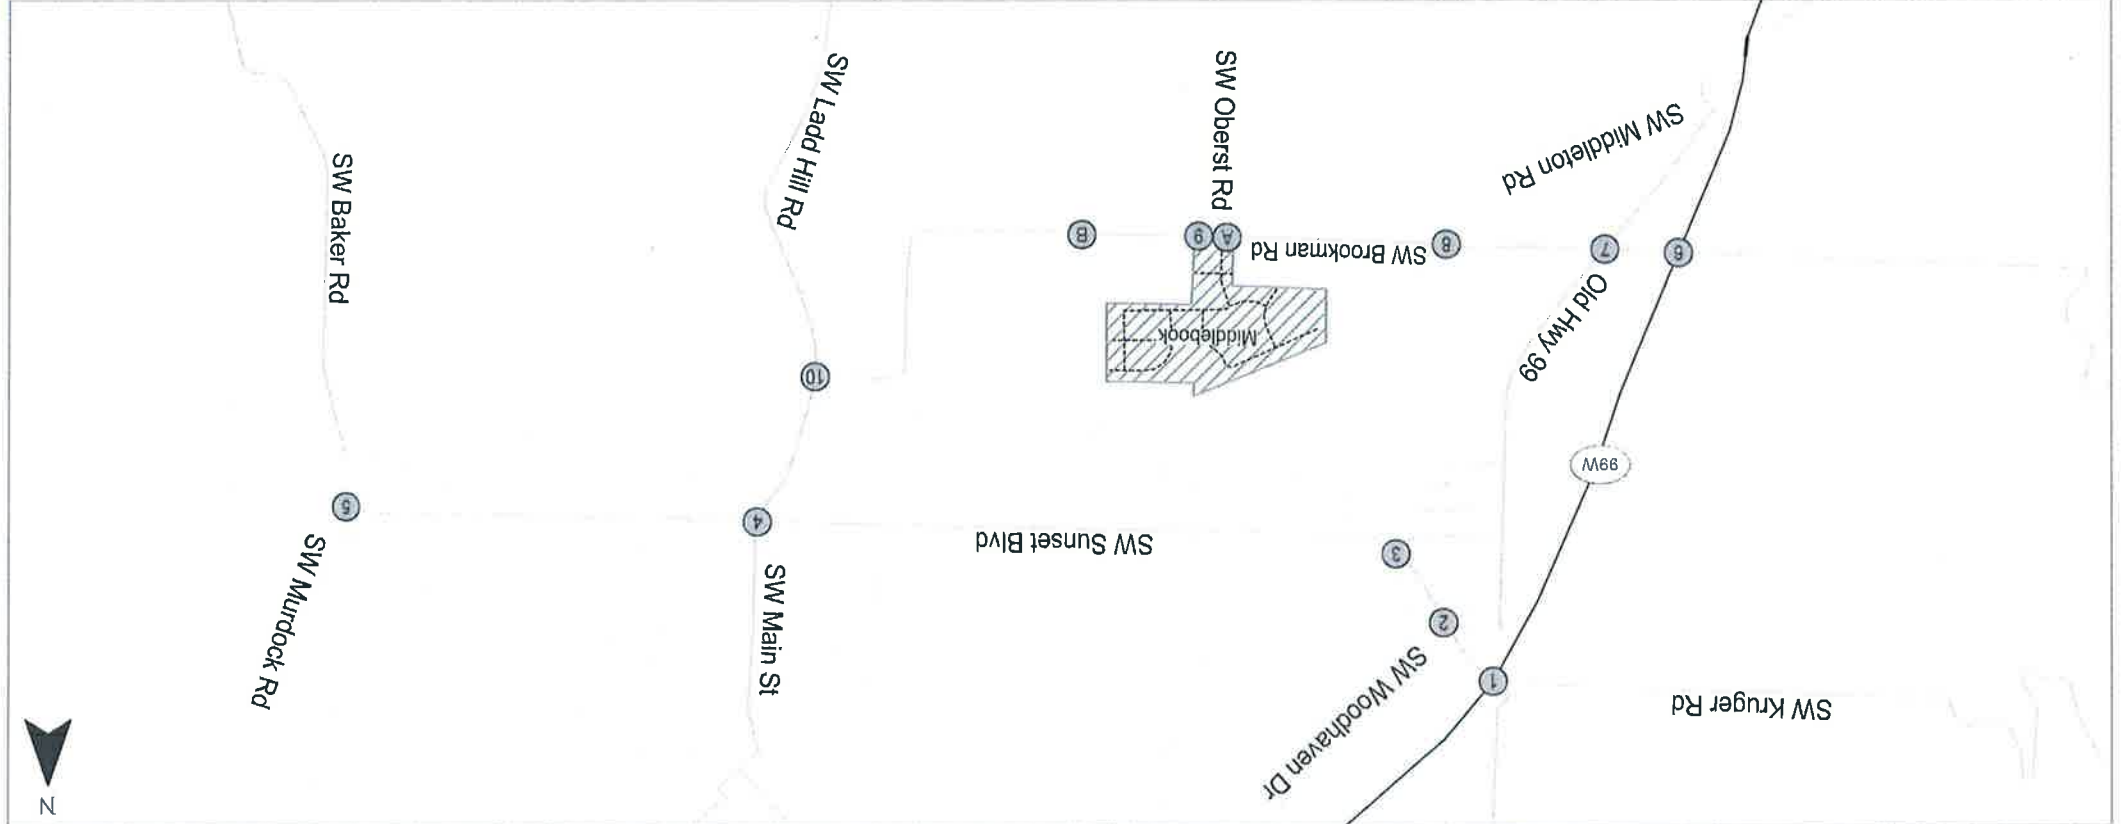 N
SW Kruger Rd
SW Woodhaven Dr
1
SW Main St
SW Murdock Rd
2
3
SW Sunset Blvd
4
5
99W
10
Old Hwy 99
Middlebook
6
7
8
SW Brookman Rd
A
9
B
SW Baker Rd
SW Middleton Rd
SW Oberst Rd
SW Ladd Hill Rd